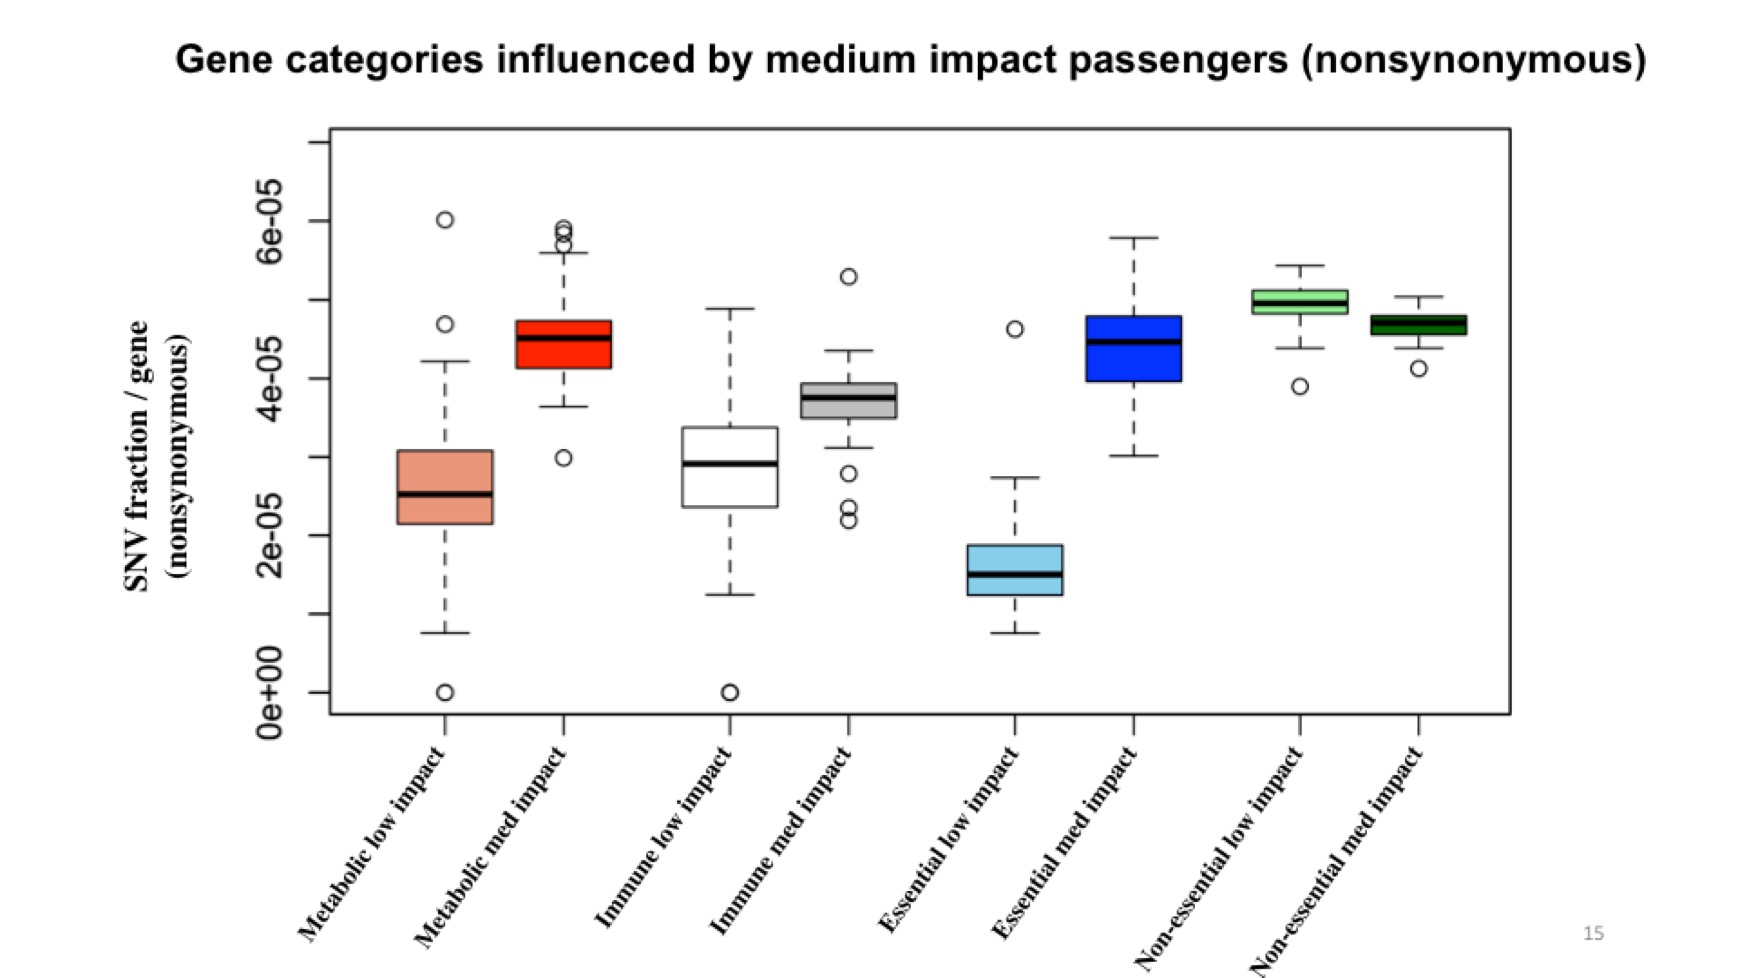 Gene categories influenced by medium impact passengers (nonsynonymous)
SNV fraction / gene
(nonsynonymous)
6e-05
4e-05
2e-05
0e+00
Metabolic low impact
Metabolic med impact
Immune low impact
Immune med impact
Essential low impact
Essential med impact
Non-essential low impact
Non-essential med impact
15